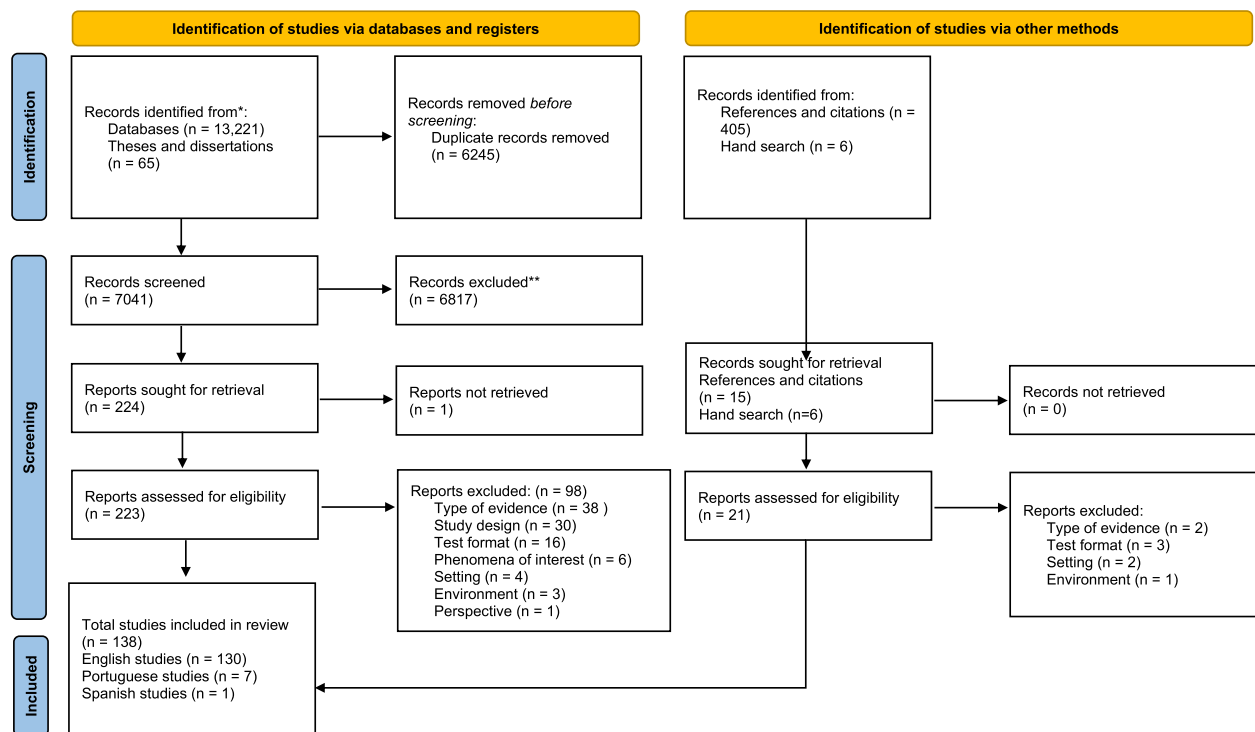 Identification of studies via databases and registers
Identification of studies via other methods
Identification
Records identified from*:
Databases (n = 13,221)
Theses and dissertations
(n = 65)
Records removed before
screening:
Duplicate records removed
(n = 6245)
Records identified from:
References and citations (n =
405)
Hand search (n = 6)
Screening
Records screened
(n = 7041)
Records excluded**
(n = 6817)
Reports sought for retrieval
(n = 224)
Reports not retrieved
(n = 1)
Records sought for retrieval
References and citations
(n = 15)
Hand search (n=6)
Records not retrieved
(n = 0)
Reports assessed for eligibility
(n = 223)
Reports excluded: (n = 98)
Type of evidence (n = 38 )
Study design (n = 30)
Test format (n = 16)
Phenomena of interest (n = 6)
Setting (n = 4)
Environment (n = 3)
Perspective (n = 1)
Reports assessed for eligibility
(n = 21)
Reports excluded:
Type of evidence (n = 2)
Test format (n = 3)
Setting (n = 2)
Environment (n = 1)
Included
Total studies included in review
(n = 138)
English studies (n = 130)
Portuguese studies (n = 7)
Spanish studies (n = 1)